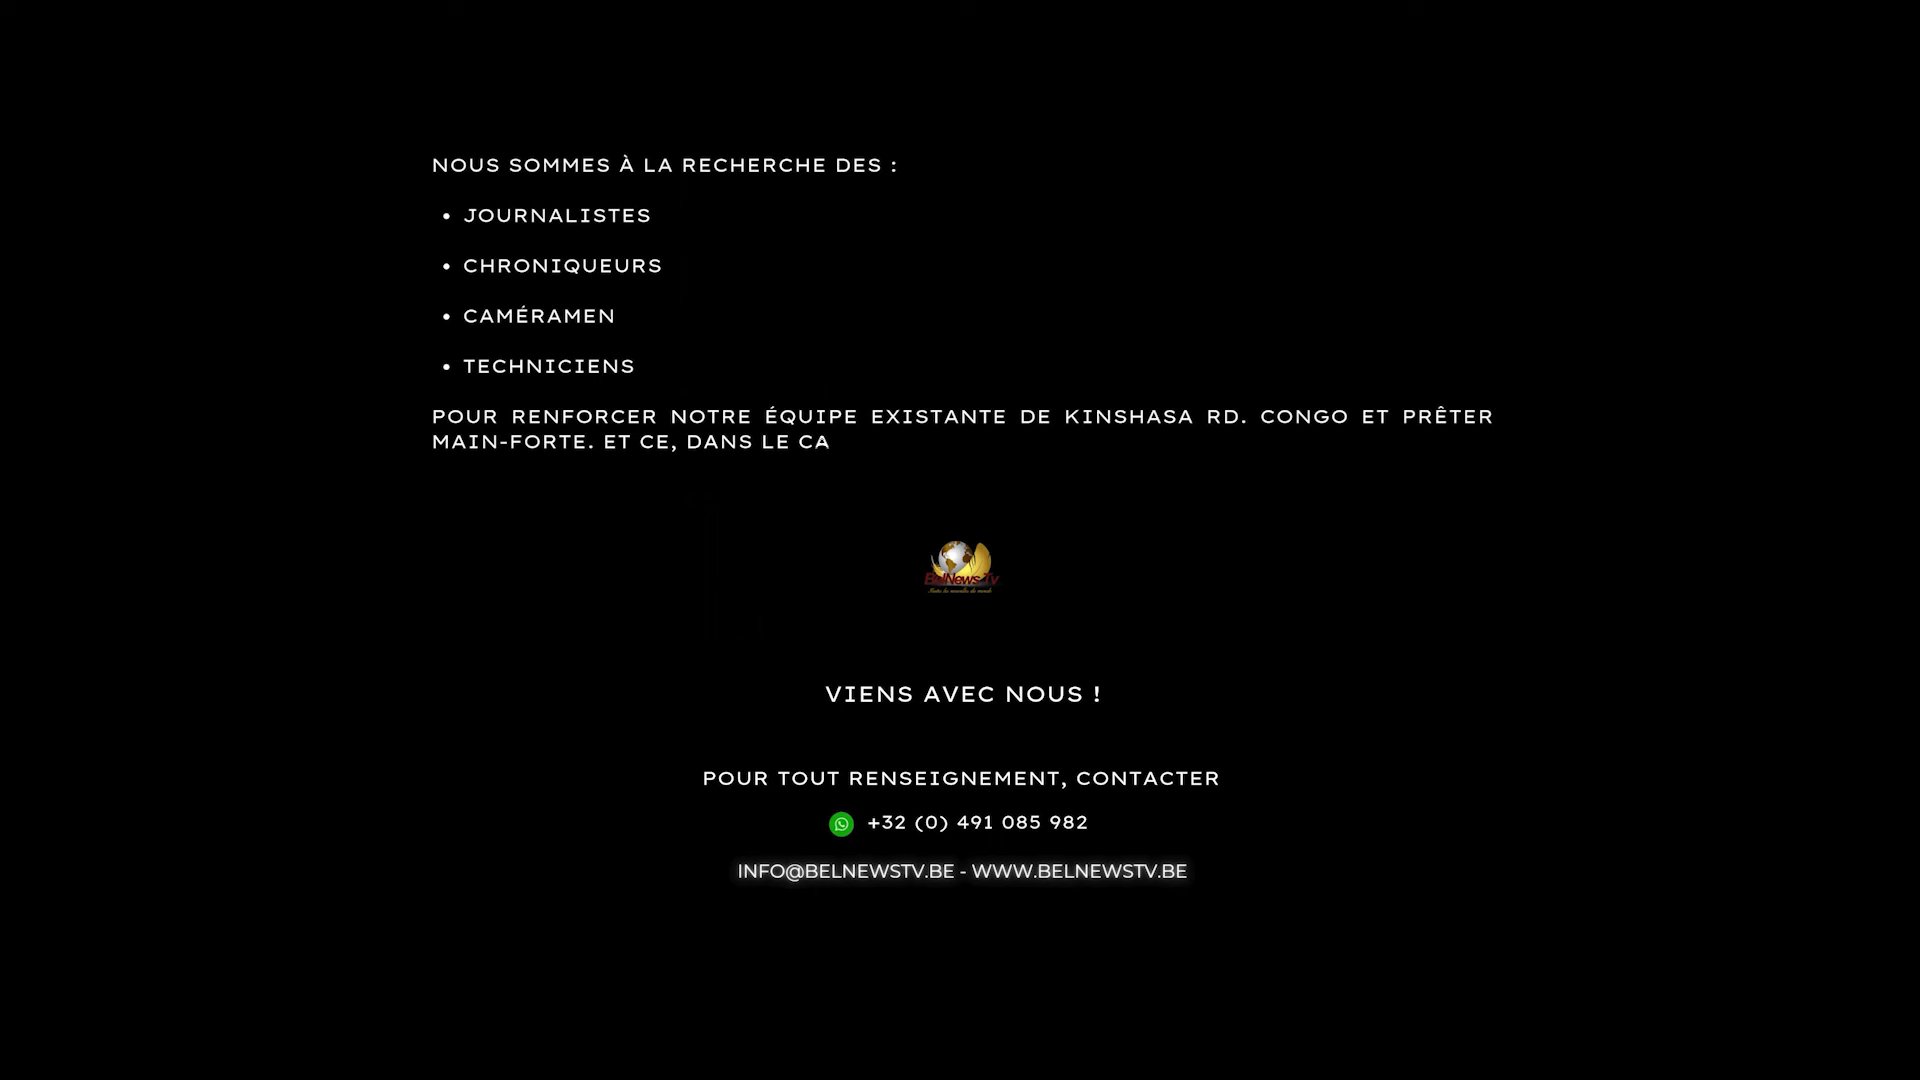 NOUS SOMMES À LA RECHERCHE DES :
• JOURNALISTES
• CHRONIQUEURS
• CAMÉRAMEN
• TECHNICIENS
POUR RENFORCER NOTRE ÉQUIPE EXISTANTE DE KINSHASA RD. CONGO ET PRÊTER
MAIN-FORTE. ET CE, DANS LE CA
BelNews Tv
VIENS AVEC NOUS !
POUR TOUT RENSEIGNEMENT, CONTACTER
+32 (0) 491 085 982
INFO@BELNEWSTV.BE - WWW.BELNEWSTV.BE